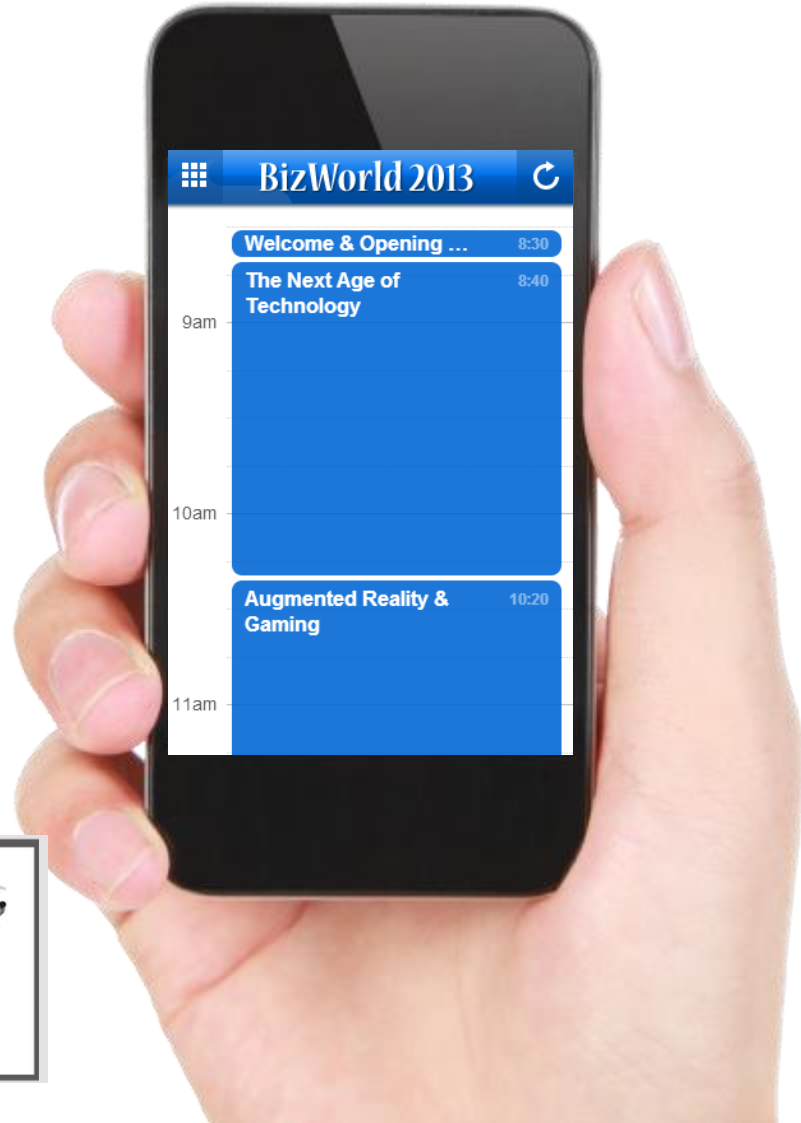 BizWorld 2013
Welcome & Opening ... 8:30
The Next Age of 8:40
Technology
9am
10am
Augmented Reality & 10:20
Gaming
11am